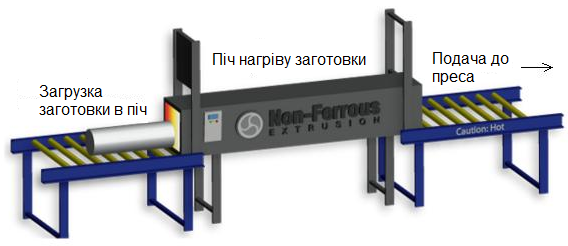 Піч нагріву заготовки
Подача до
преса
Загрузка
заготовки в піч
Non-Ferrous
EXTRUSION
Caution: Hot